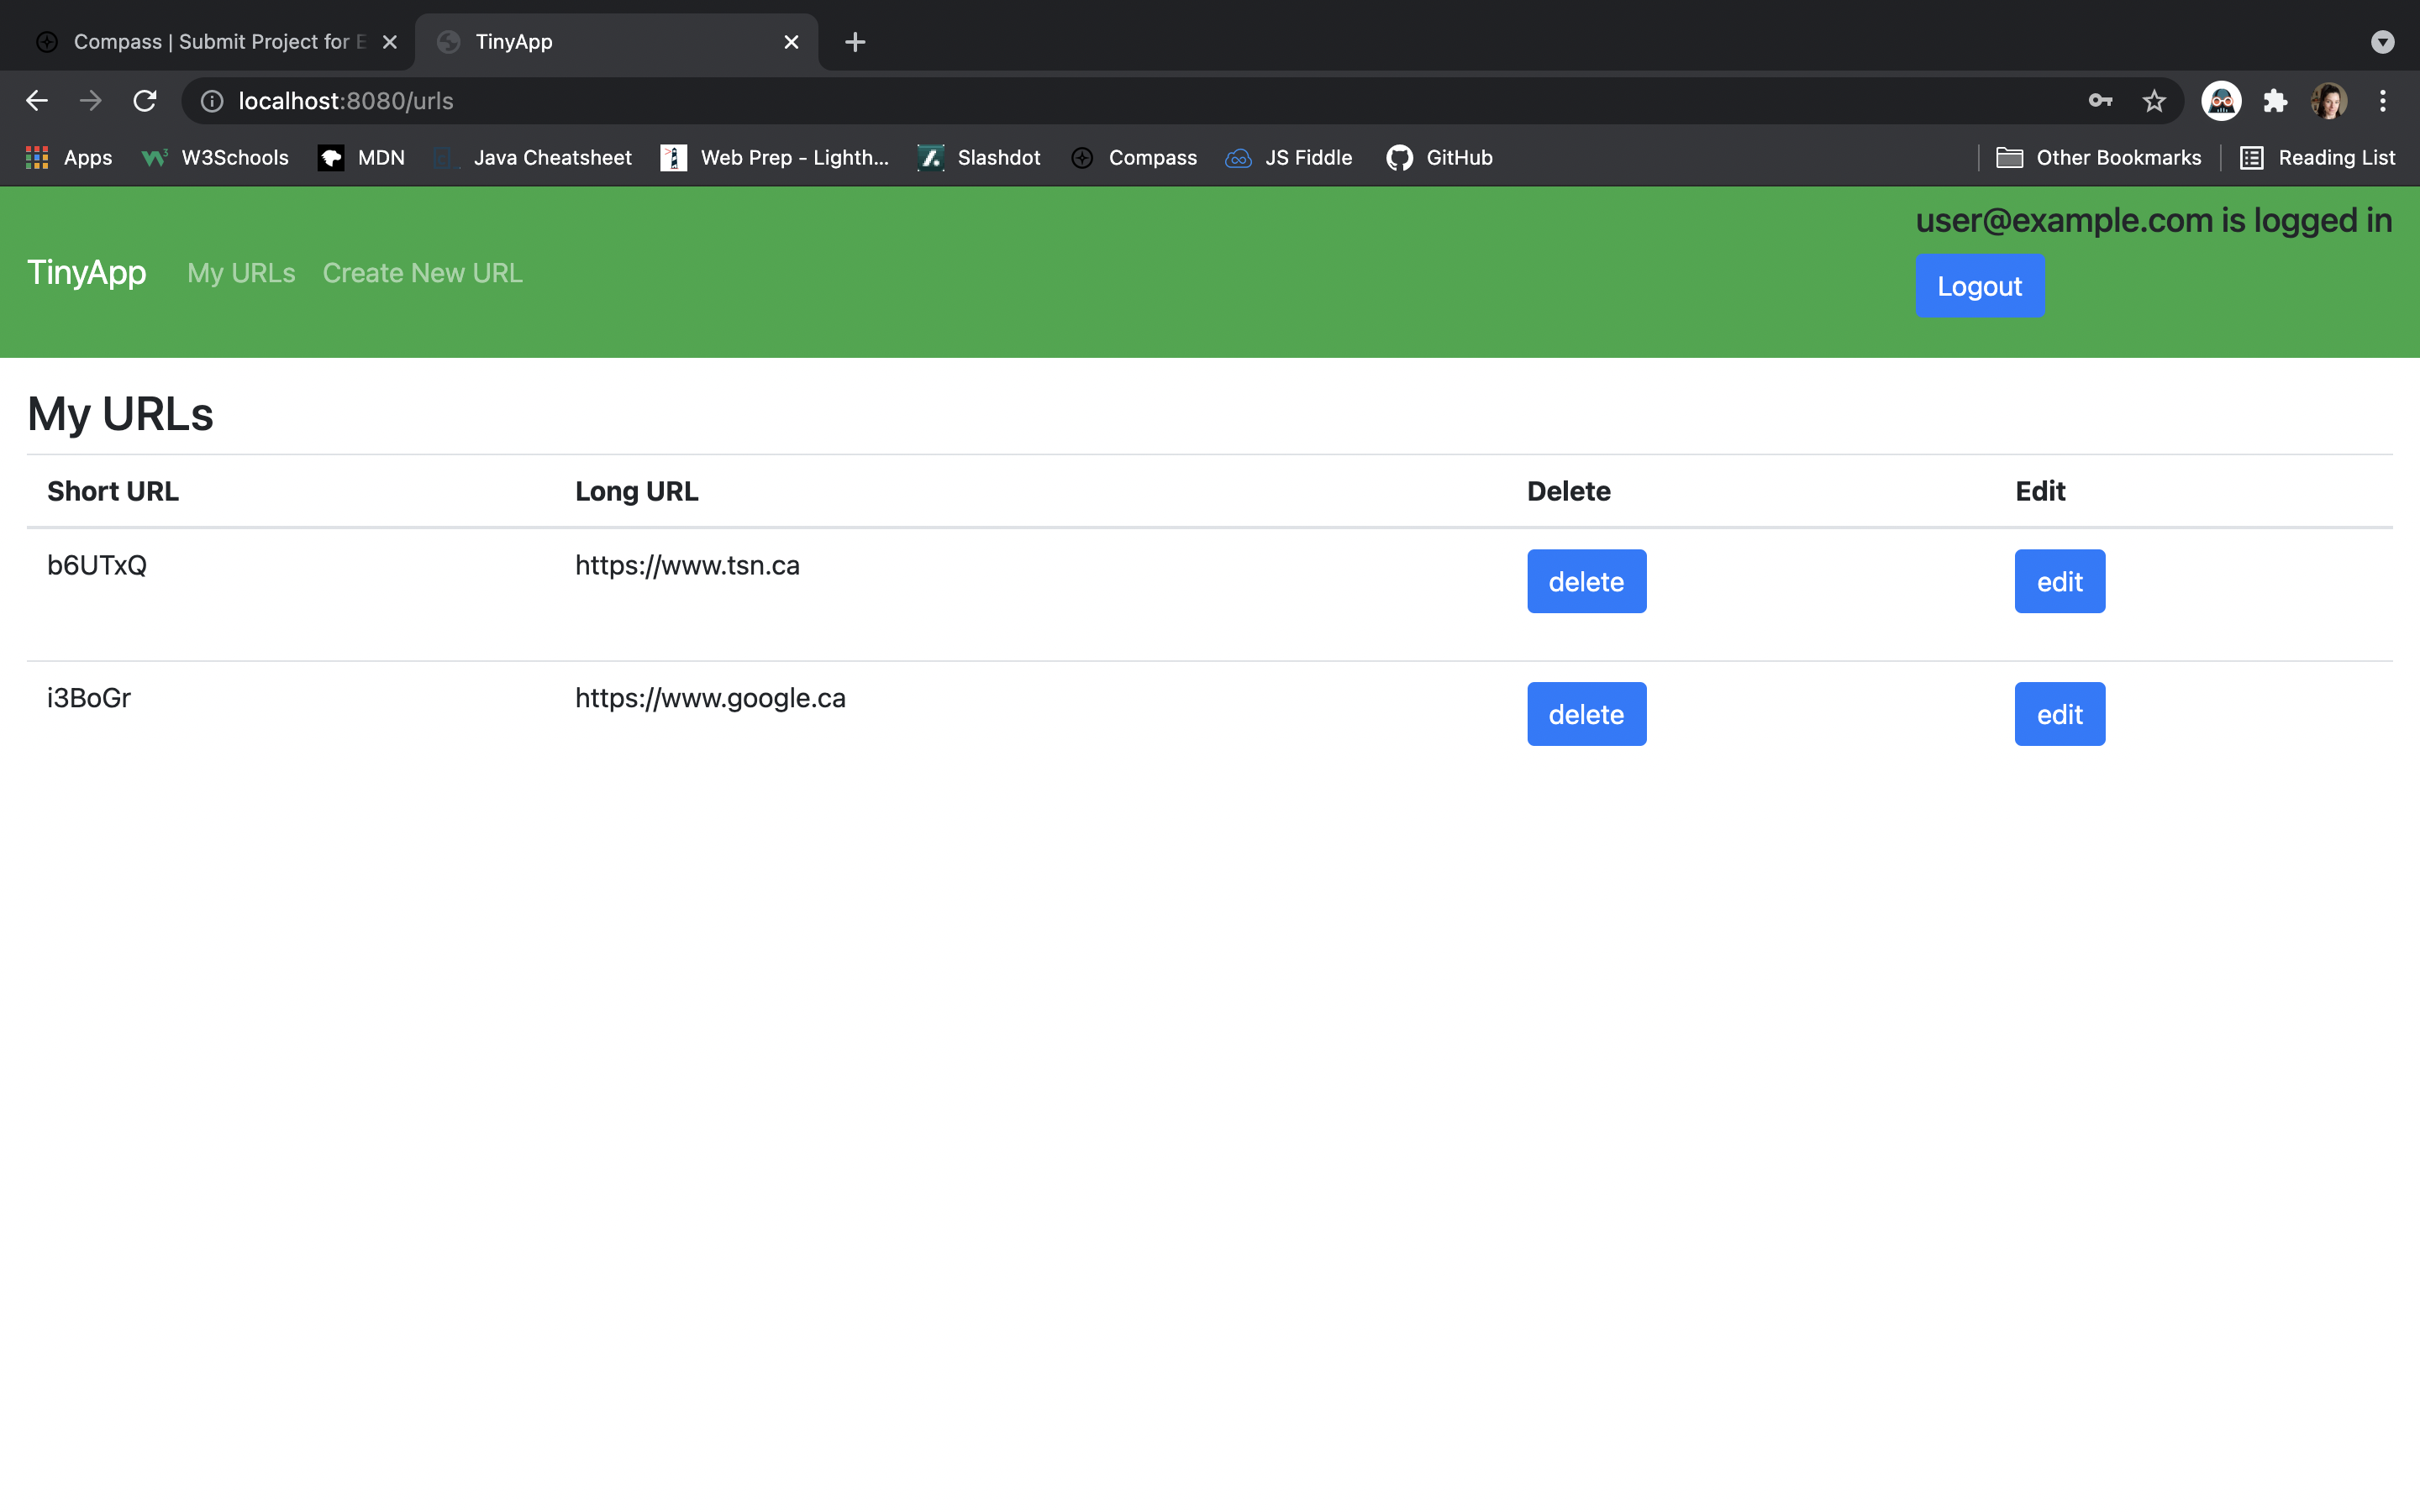 Compass | Submit Project for E
TinyApp
localhost:8080/urls
Apps W3Schools MDN Java Cheatsheet Web Prep - Lighth... Slashdot Compass JS Fiddle GitHub Other Bookmarks Reading List
user@example.com is logged in
TinyApp My URLs Create New URL Logout
My URLs
Short URL Long URL Delete Edit
b6UTxQ https://www.tsn.ca delete edit
i3BoGr https://www.google.ca delete edit